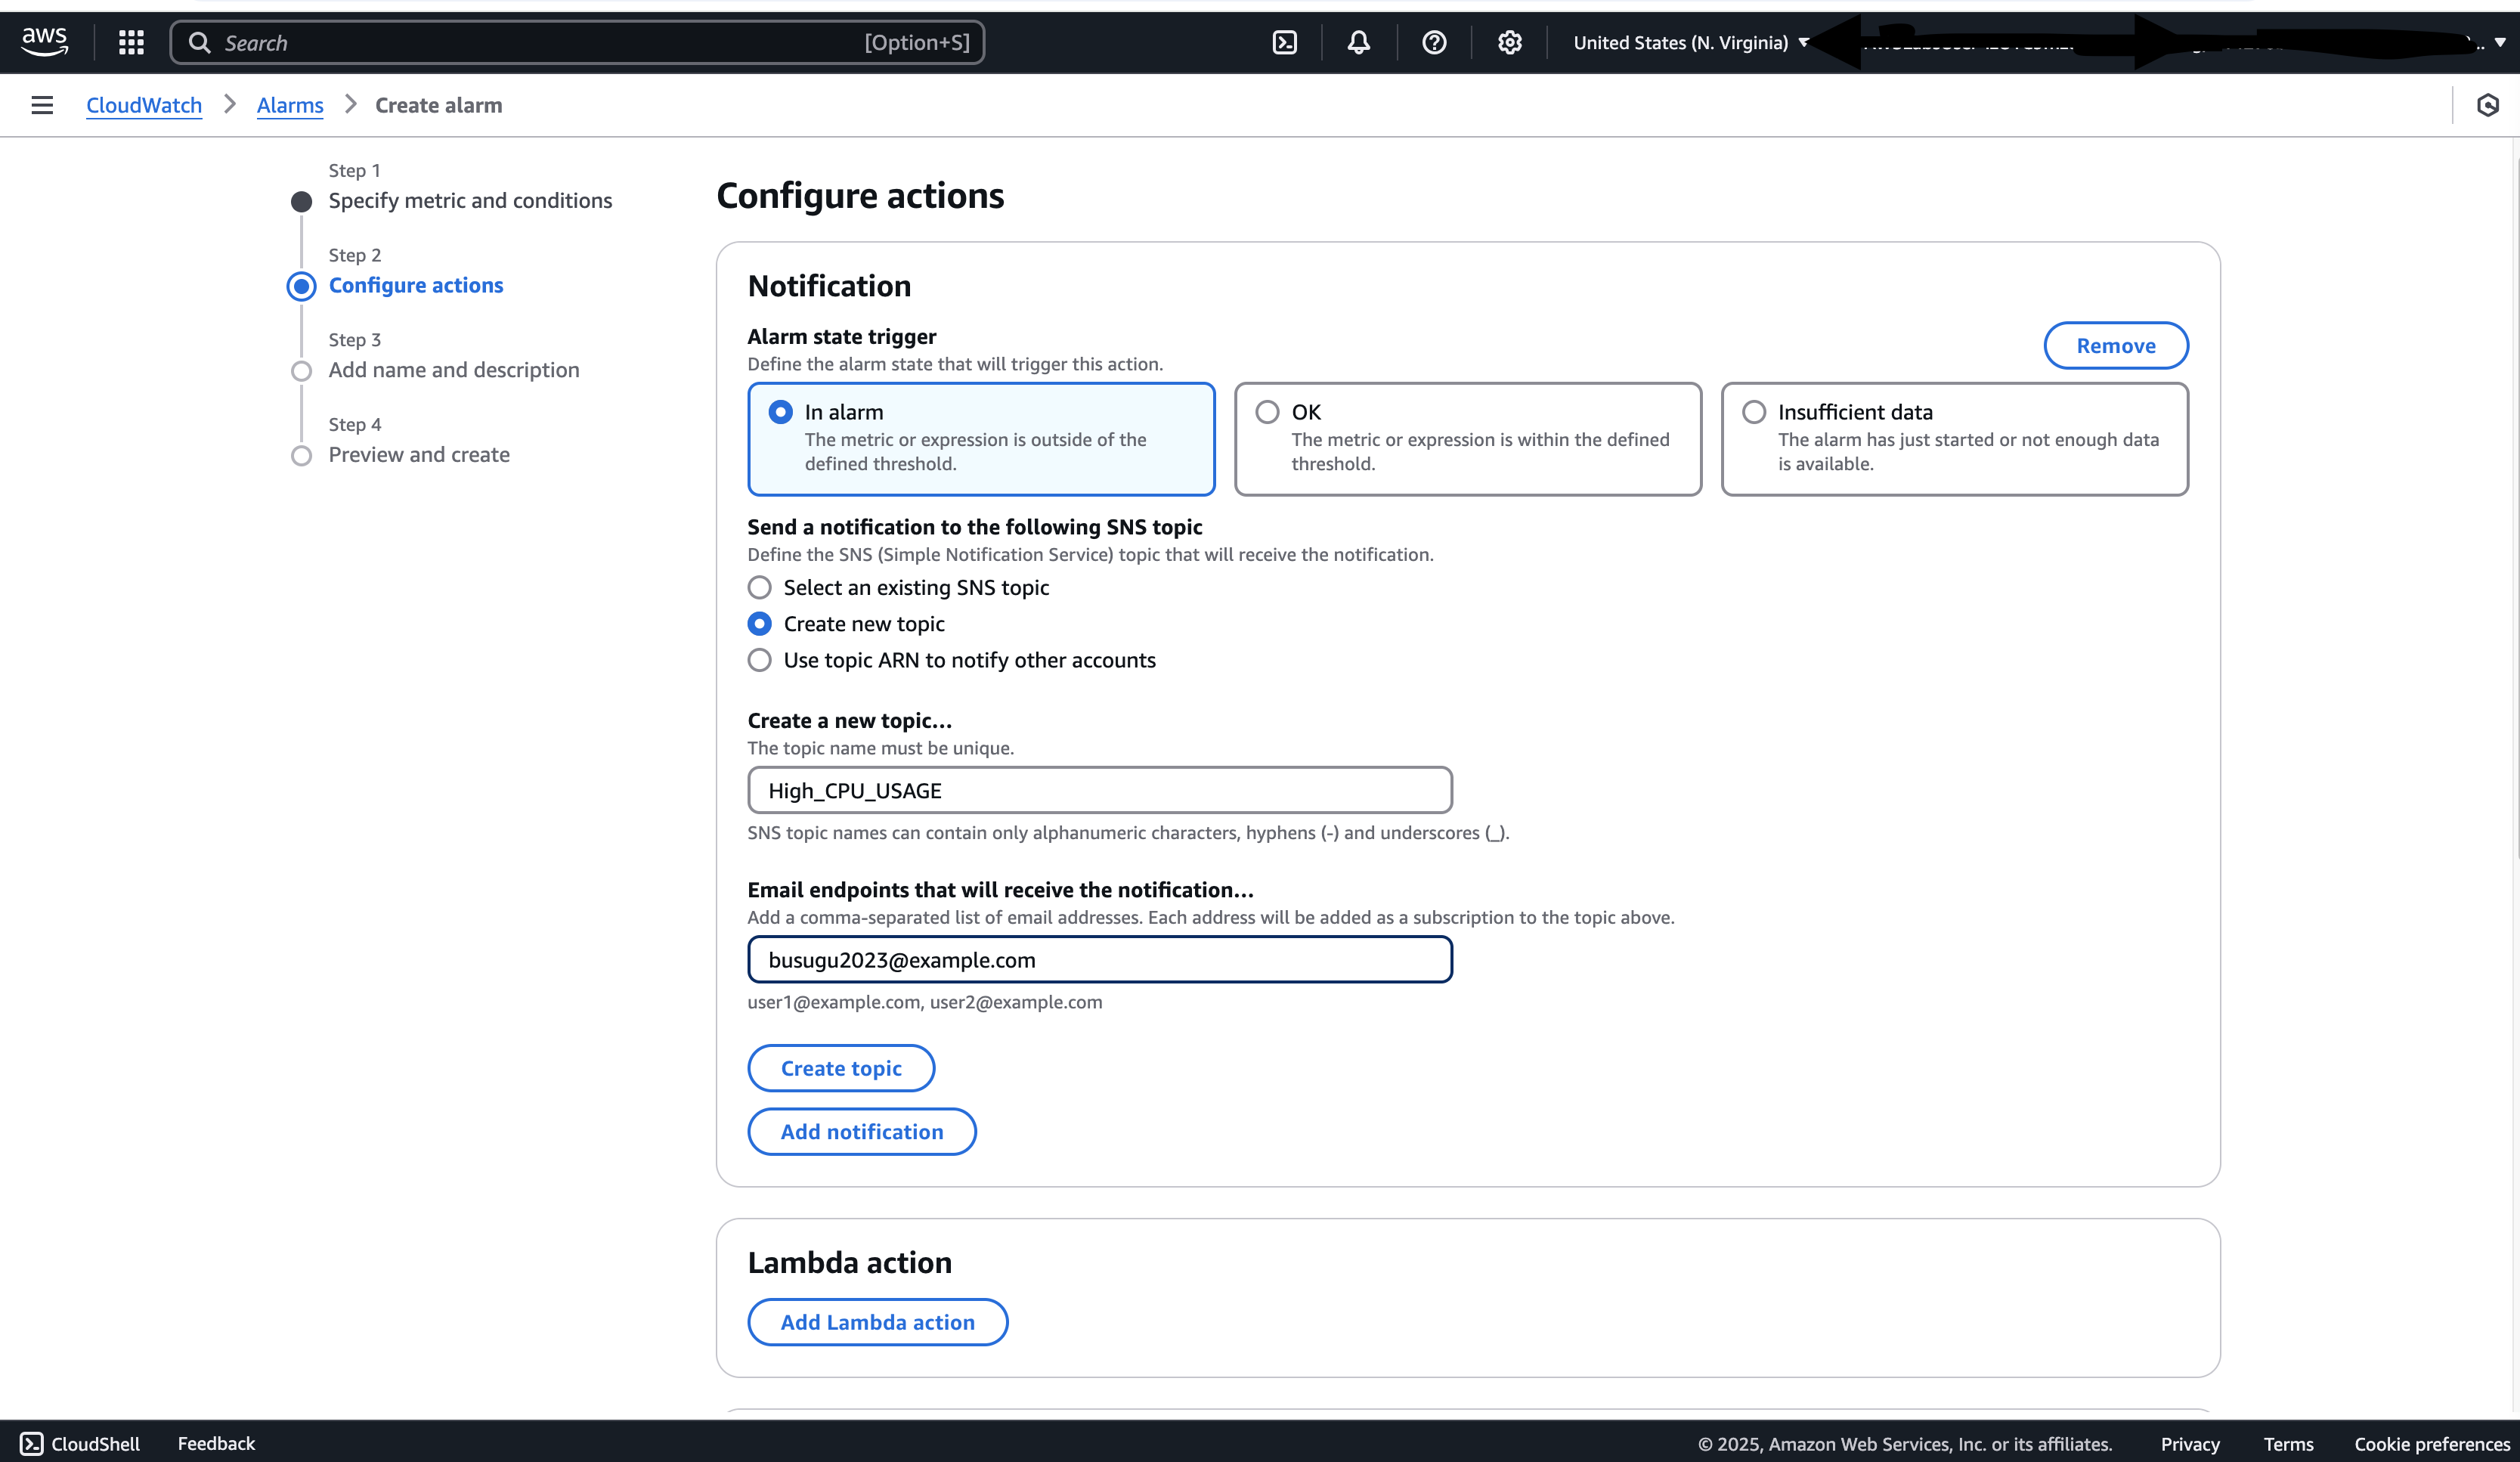 aws
Search [Option+S]
United States (N. Virginia)
CloudWatch
Alarms
Create alarm
Step 1
Specify metric and conditions
Step 2
Configure actions
Step 3
Add name and description
Step 4
Preview and create
Configure actions
Notification
Alarm state trigger
Define the alarm state that will trigger this action.
Remove
In alarm
The metric or expression is outside of the
defined threshold.
OK
The metric or expression is within the defined
threshold.
Insufficient data
The alarm has just started or not enough data
is available.
Send a notification to the following SNS topic
Define the SNS (Simple Notification Service) topic that will receive the notification.
Select an existing SNS topic
Create new topic
Use topic ARN to notify other accounts
Create a new topic...
The topic name must be unique.
High_CPU_USAGE
SNS topic names can contain only alphanumeric characters, hyphens (-) and underscores (_).
Email endpoints that will receive the notification...
Add a comma-separated list of email addresses. Each address will be added as a subscription to the topic above.
busugu2023@example.com
user1@example.com, user2@example.com
Create topic
Add notification
Lambda action
Add Lambda action
CloudShell
Feedback
© 2025, Amazon Web Services, Inc. or its affiliates.
Privacy
Terms
Cookie preferences